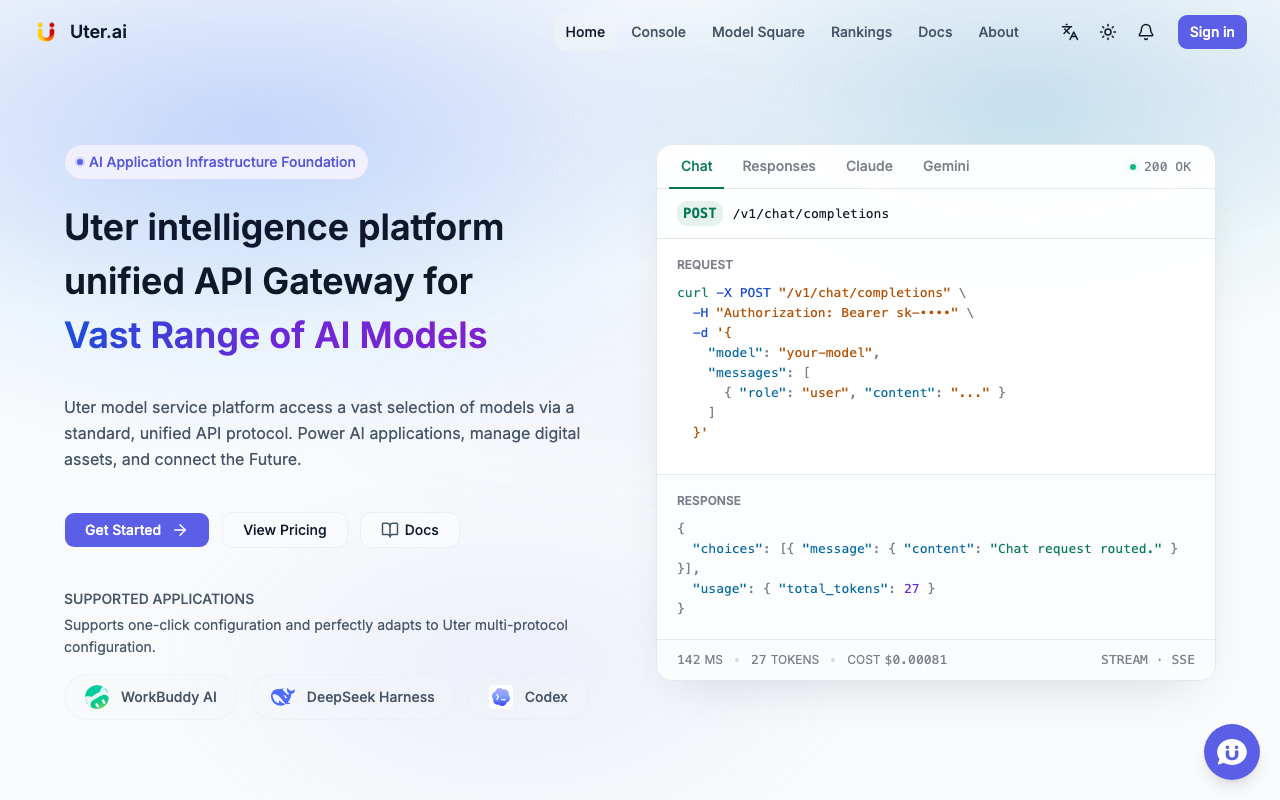 Uter.ai
Home
Console
Model Square
Rankings
Docs
About
Sign in
AI Application Infrastructure Foundation
Uter intelligence platform
unified API Gateway for
Vast Range of AI Models
Uter model service platform access a vast selection of models via a
standard, unified API protocol. Power AI applications, manage digital
assets, and connect the Future.
Get Started
View Pricing
Docs
SUPPORTED APPLICATIONS
Supports one-click configuration and perfectly adapts to Uter multi-protocol
configuration.
WorkBuddy AI
DeepSeek Harness
Codex
Chat
Responses
Claude
Gemini
200 OK
POST /v1/chat/completions
REQUEST
curl -X POST "/v1/chat/completions" \
  -H "Authorization: Bearer sk-••••" \
  -d '{
    "model": "your-model",
    "messages": [
      { "role": "user", "content": "..." }
    ]
  }'
RESPONSE
{
  "choices": [{ "message": { "content": "Chat request routed." }
}],
  "usage": { "total_tokens": 27 }
}
142 MS • 27 TOKENS • COST $0.00081
STREAM · SSE